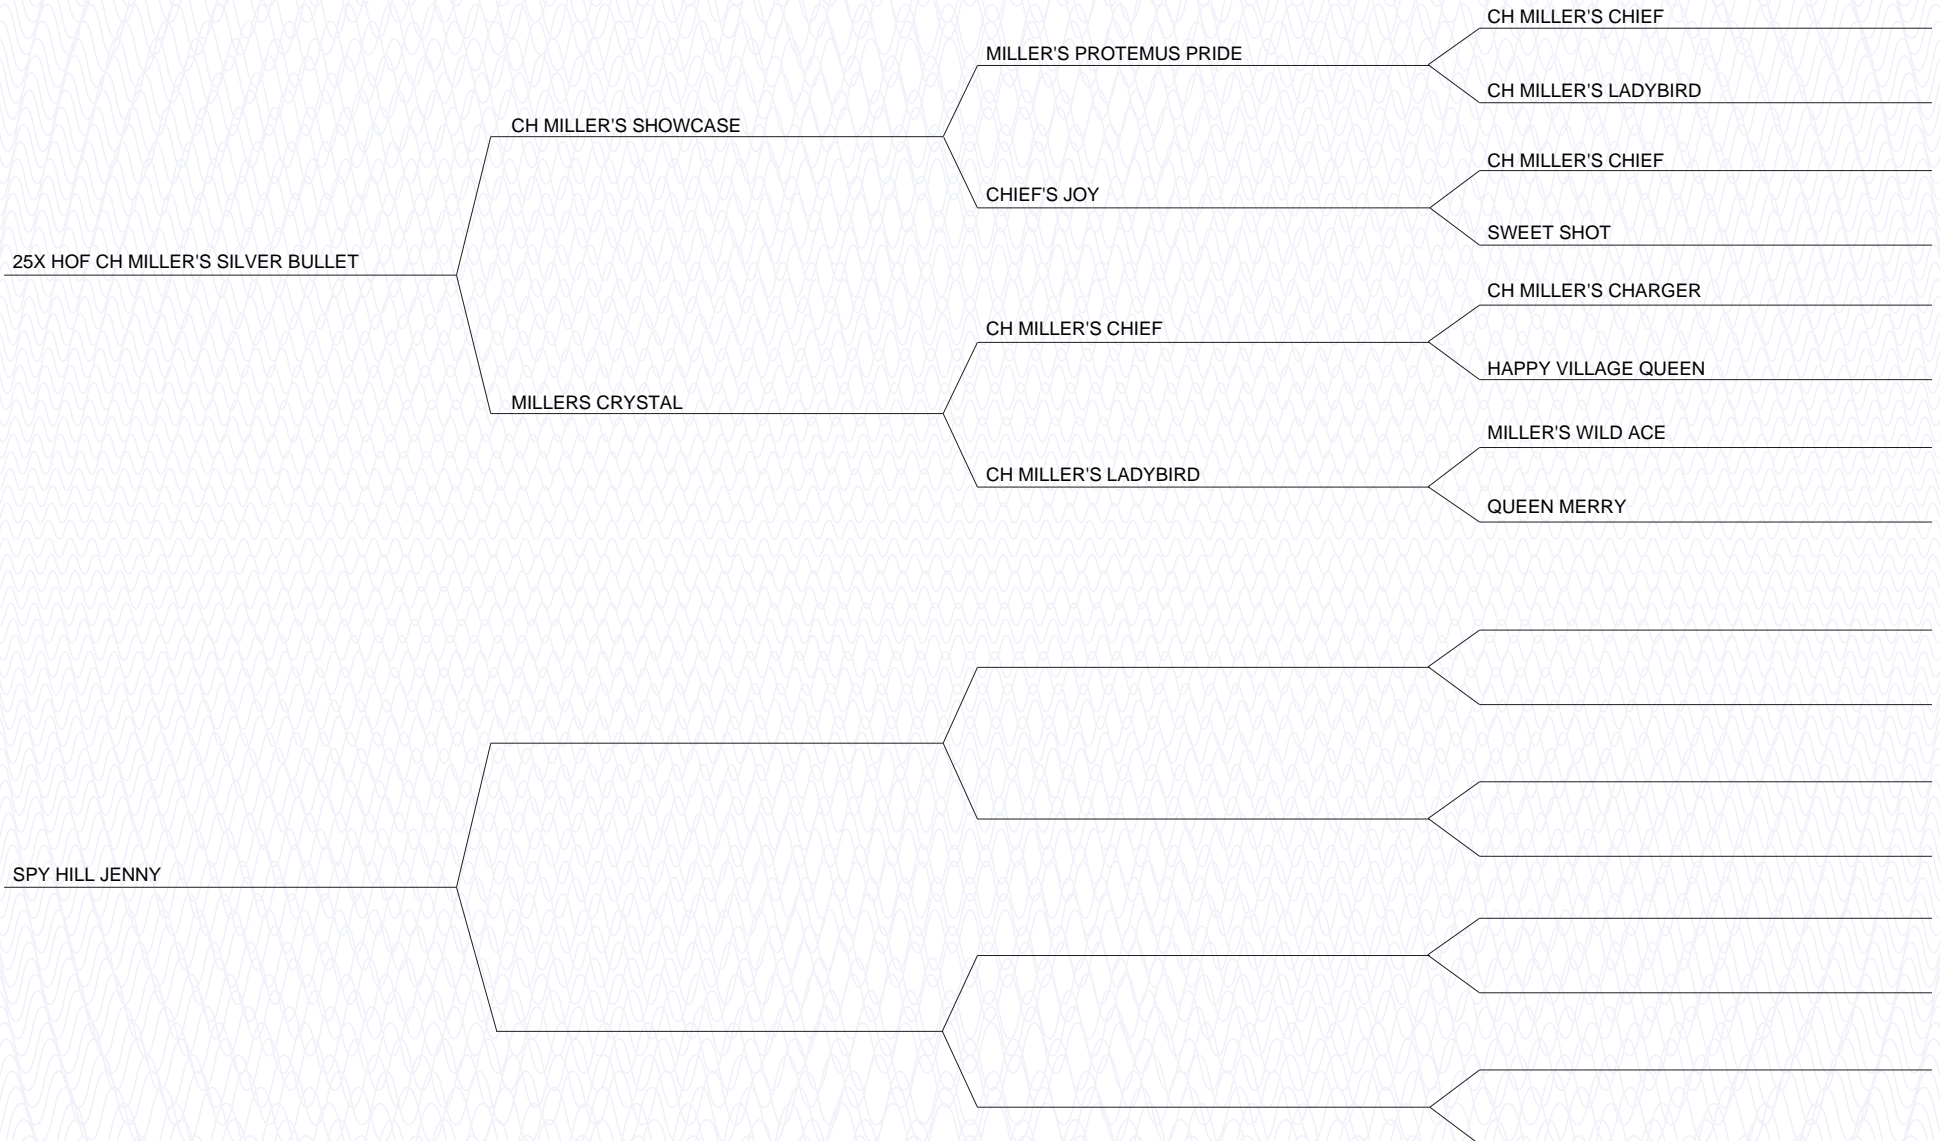 CH MILLER'S CHIEF
MILLER'S PROTEMUS PRIDE
CH MILLER'S LADYBIRD
CH MILLER'S SHOWCASE
CH MILLER'S CHIEF
CHIEF'S JOY
SWEET SHOT
25X HOF CH MILLER'S SILVER BULLET
CH MILLER'S CHARGER
CH MILLER'S CHIEF
HAPPY VILLAGE QUEEN
MILLERS CRYSTAL
MILLER'S WILD ACE
CH MILLER'S LADYBIRD
QUEEN MERRY
SPY HILL JENNY